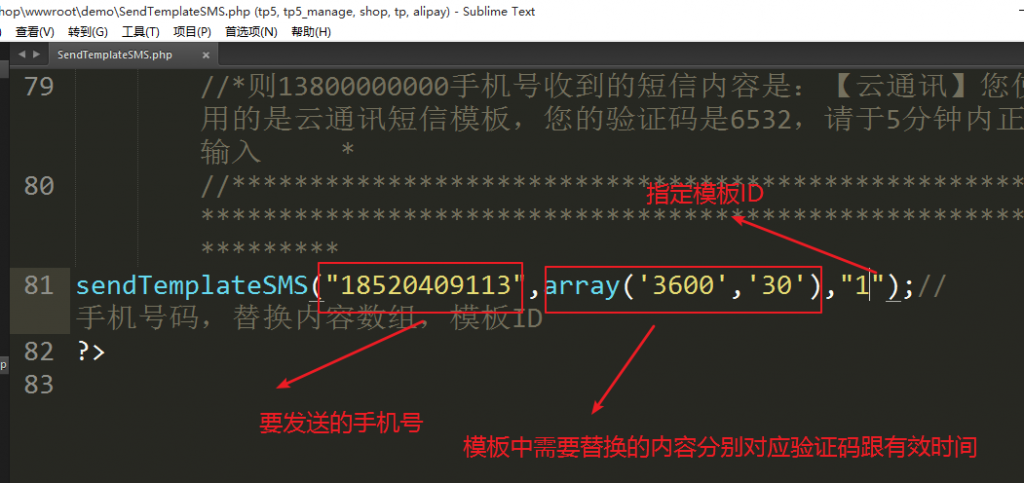 hop\wwwroot\demo\SendTemplateSMS.php (tp5, tp5_manage, shop, tp, alipay) - Sublime Text
) 查看(V) 转到(G) 工具(T) 项目(P) 首选项(N) 帮助(H)
SendTemplateSMS.php ×
79 //*则13800000000手机号收到的短信内容是：【云通讯】您使
用的是云通讯短信模板，您的验证码是6532，请于5分钟内正
输入 *
80 //***************************************************
指定模板ID
*****************************************************
*********
81 sendTemplateSMS("18520409113",array('3600','30'),"1");//
手机号码，替换内容数组，模板ID
82 ?>
p
83
要发送的手机号
模板中需要替换的内容分别对应验证码跟有效时间